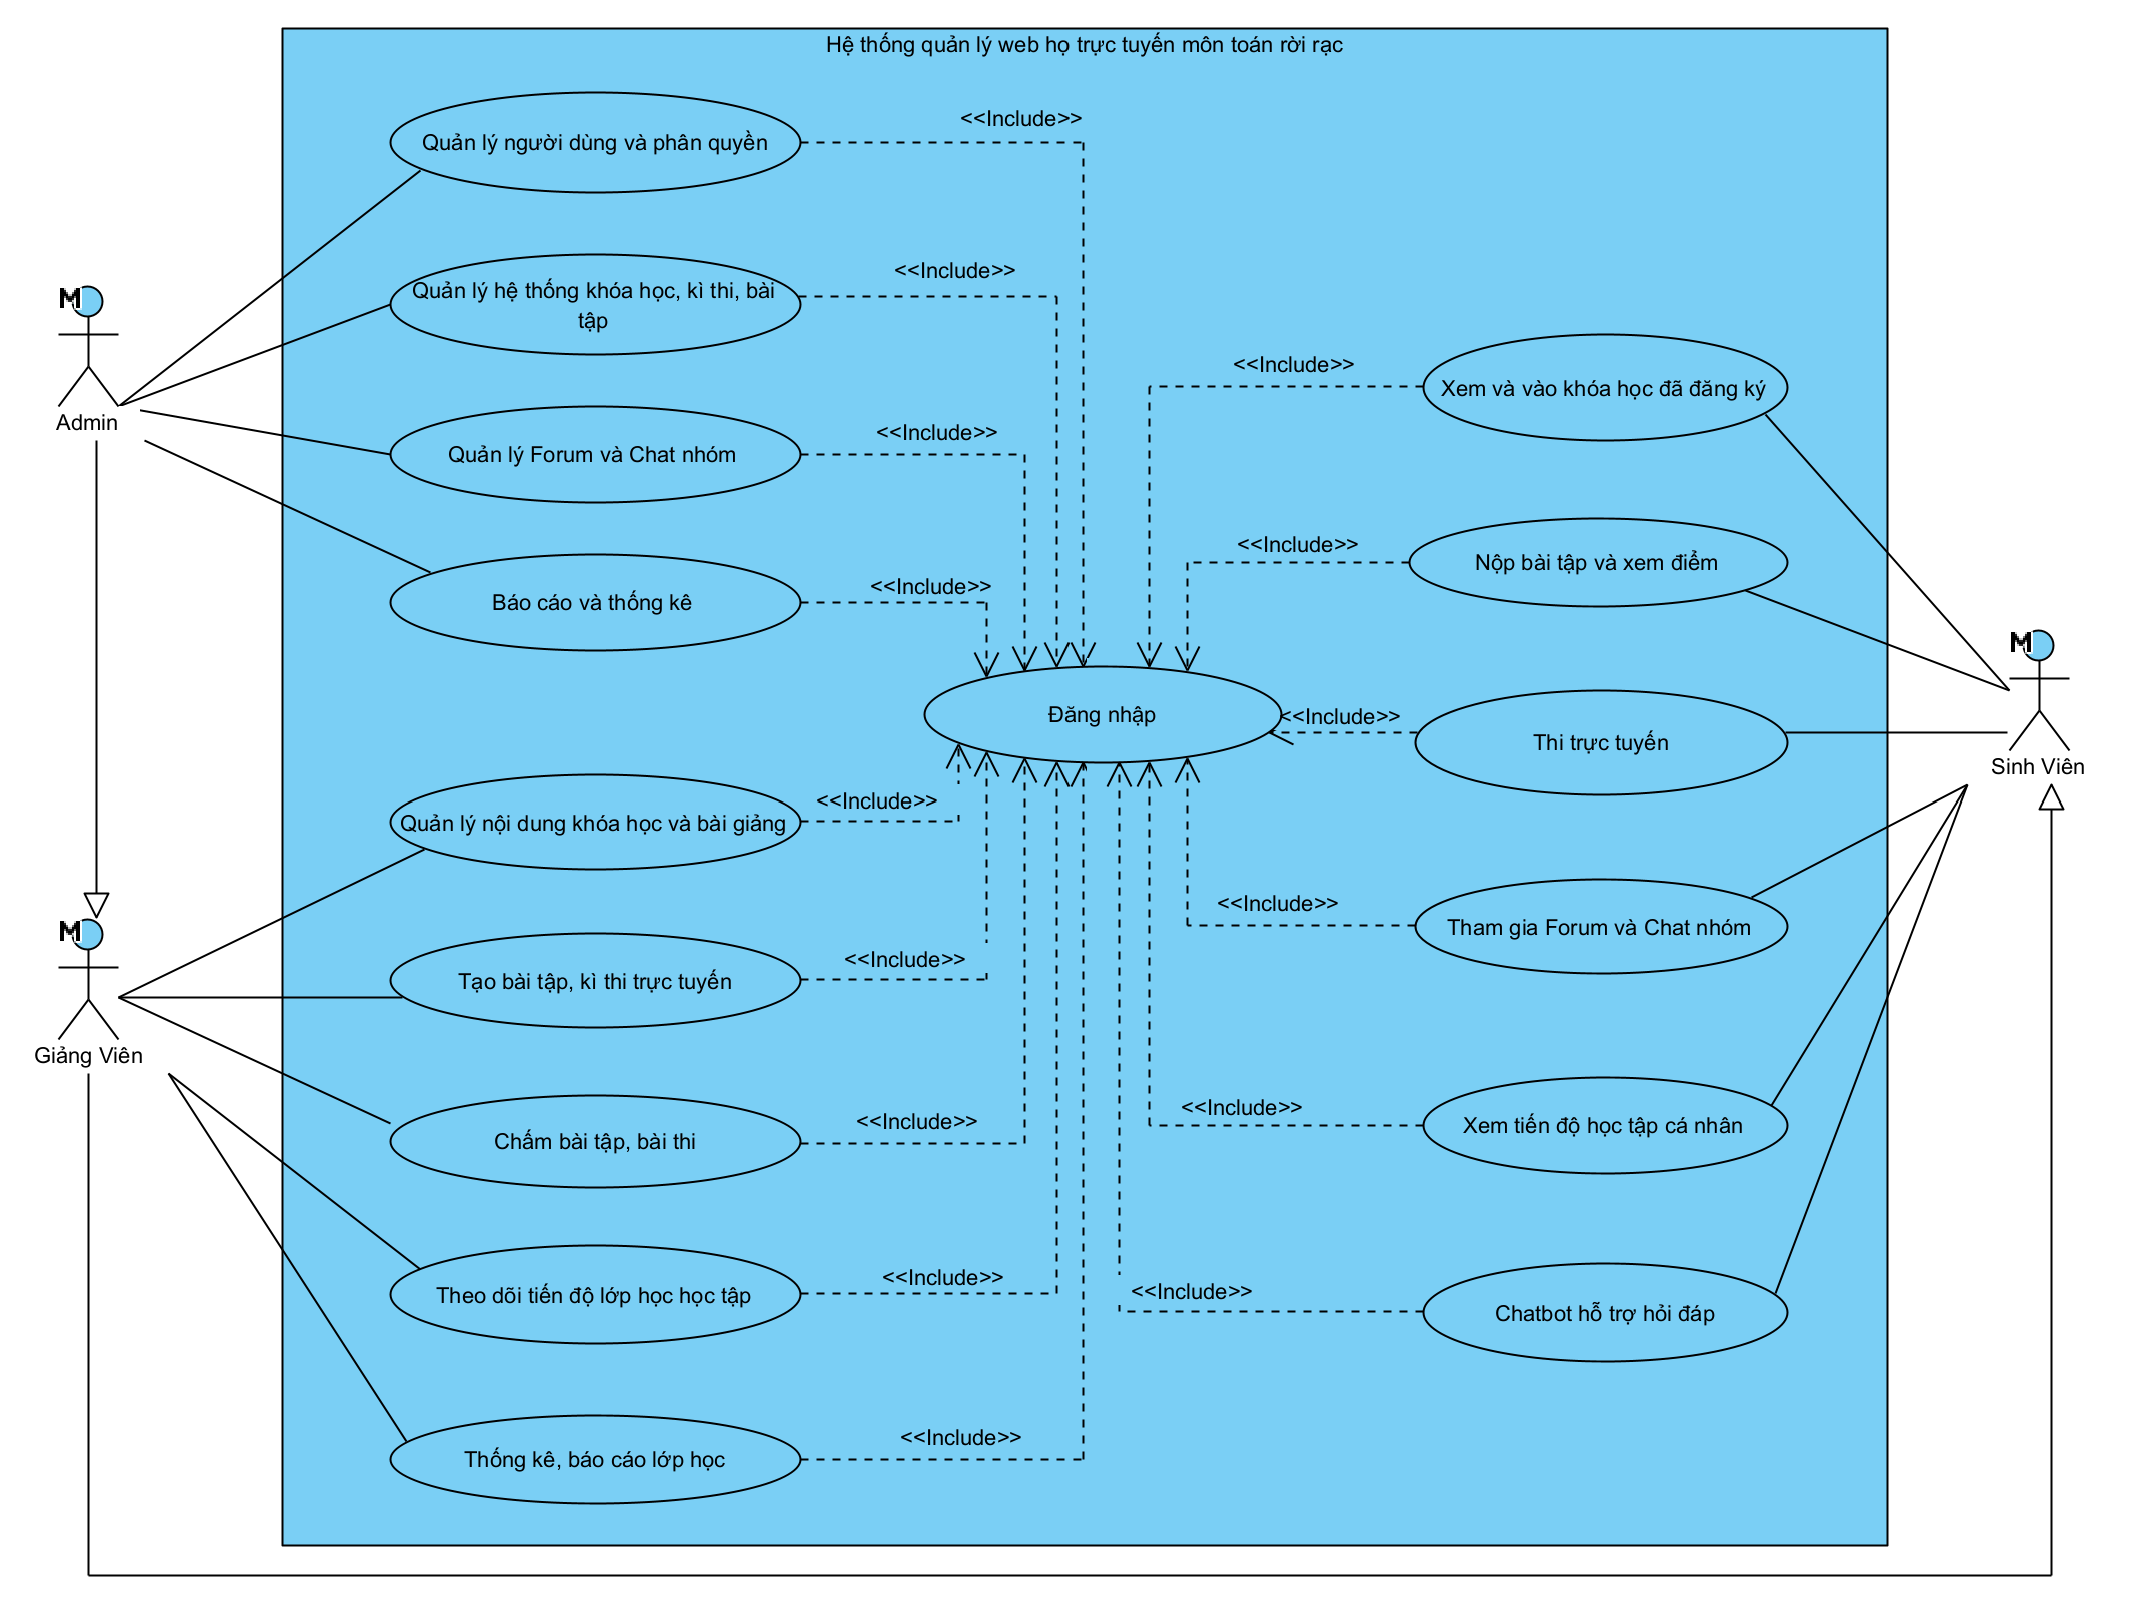 Hệ thống quản lý web họ trực tuyến môn toán rời rạc
Quản lý người dùng và phân quyền
<<Include>>
Quản lý hệ thống khóa học, kì thi, bài
tập
<<Include>>
Admin
Quản lý Forum và Chat nhóm
<<Include>>
Báo cáo và thống kê
<<Include>>
Xem và vào khóa học đã đăng ký
<<Include>>
Nộp bài tập và xem điểm
<<Include>>
Đăng nhập
<<Include>>
Thi trực tuyến
Sinh Viên
Quản lý nội dung khóa học và bài giảng
<<Include>>
<<Include>>
Tham gia Forum và Chat nhóm
Tạo bài tập, kì thi trực tuyến
<<Include>>
Giảng Viên
Chấm bài tập, bài thi
<<Include>>
<<Include>>
Xem tiến độ học tập cá nhân
Theo dõi tiến độ lớp học học tập
<<Include>>
<<Include>>
Chatbot hỗ trợ hỏi đáp
Thống kê, báo cáo lớp học
<<Include>>